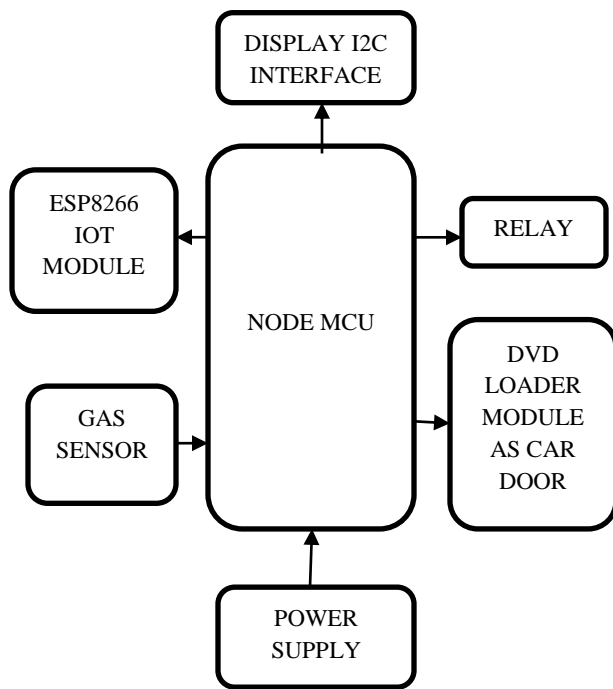 DISPLAY I2C
INTERFACE
ESP8266
IOT
MODULE
RELAY
NODE MCU
DVD
LOADER
MODULE
AS CAR
DOOR
GAS
SENSOR
POWER
SUPPLY